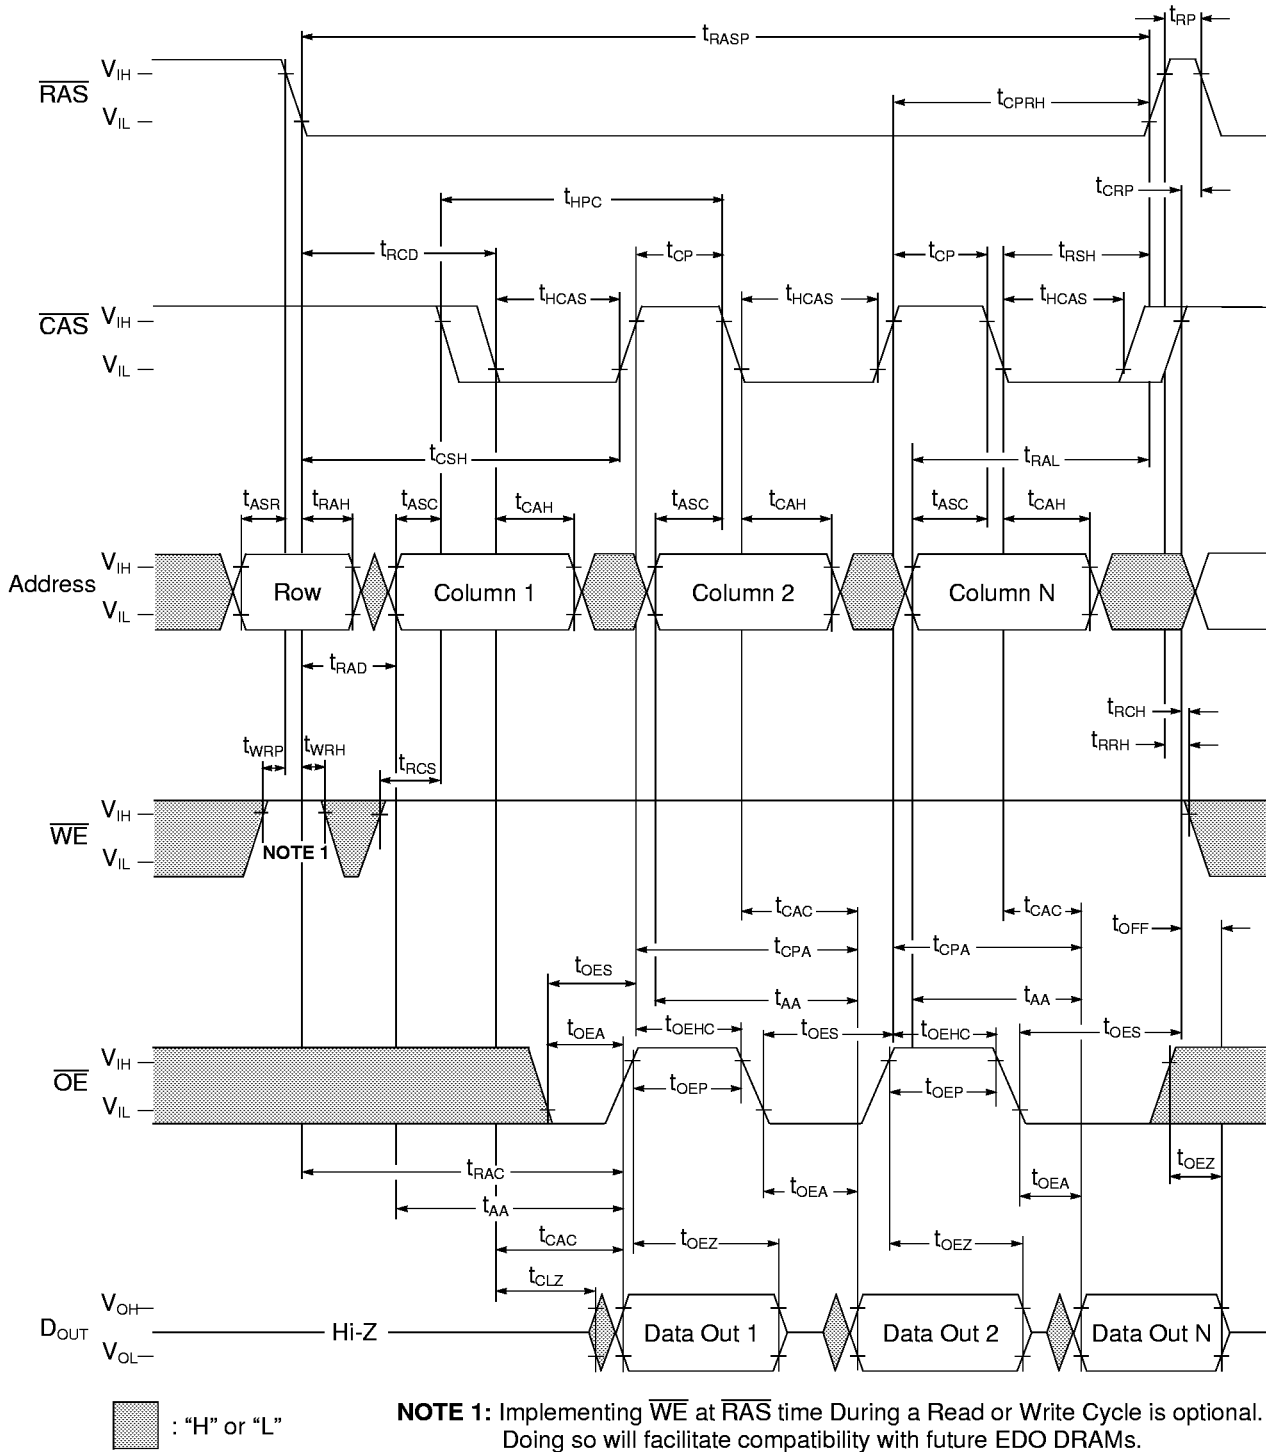 tRP
tRASP
VIH
RAS
VIL
tCPRH
tCRP
tHPC
tRCD
tCP
tCP
tRSH
tHCAS
tHCAS
tHCAS
CAS
VIH
VIL
tCSH
tRAL
tASR
tRAH
tASC
tCAH
tASC
tCAH
tASC
tCAH
VIH
Address
Row
Column 1
Column 2
Column N
VIL
tRAD
tRCH
tRRH
tWRP
tWRH
tRCS
VIH
WE
NOTE 1
VIL
tCAC
tCAC
tOFF
tCPA
tCPA
tOES
tAA
tAA
tOEA
tOEHC
tOES
tOEHC
tOES
VIH
OE
tOEP
tOEP
VIL
tRAC
tOEZ
tOEA
tOEA
tAA
tCAC
tOEZ
tOEZ
tCLZ
VOH
DOUT
Hi-Z
Data Out 1
Data Out 2
Data Out N
VOL
: “H” or “L”
NOTE 1: Implementing WE at RAS time During a Read or Write Cycle is optional.
Doing so will facilitate compatibility with future EDO DRAMs.